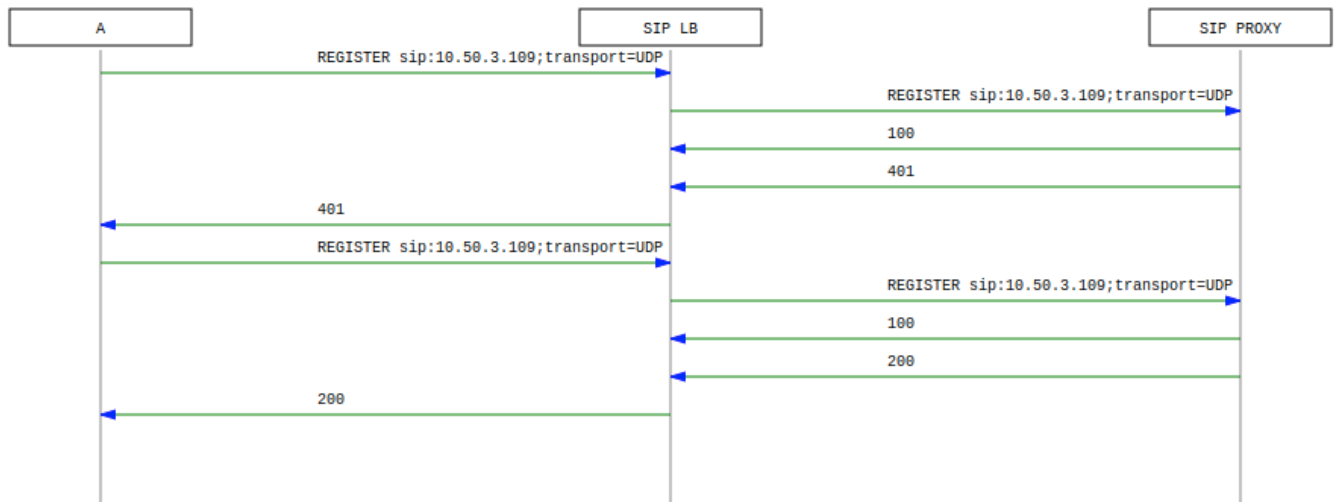 A
SIP LB
SIP PROXY
REGISTER sip:10.50.3.109;transport=UDP
REGISTER sip:10.50.3.109;transport=UDP
100
401
401
REGISTER sip:10.50.3.109;transport=UDP
REGISTER sip:10.50.3.109;transport=UDP
100
200
200